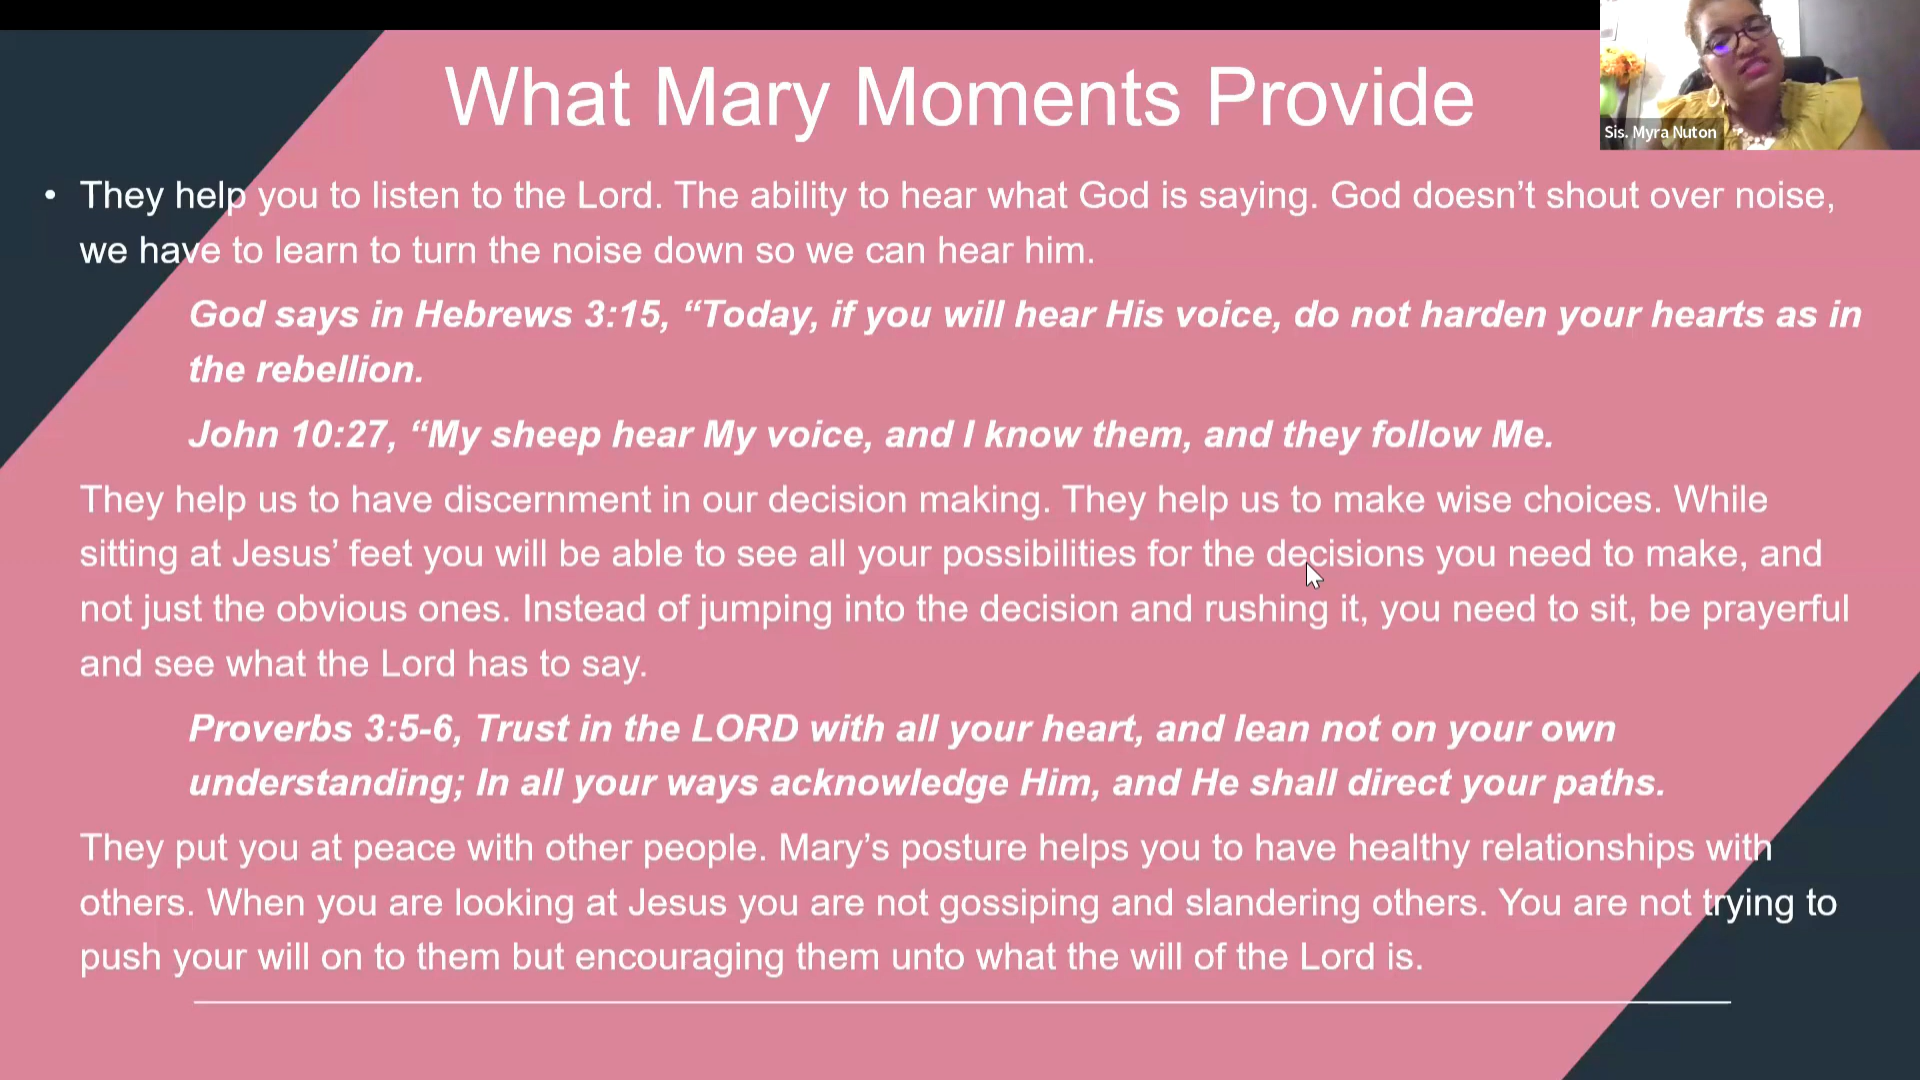 What Mary Moments Provide
Sis. Myra Nuton
• They help you to listen to the Lord. The ability to hear what God is saying. God doesn’t shout over noise,
we have to learn to turn the noise down so we can hear him.
God says in Hebrews 3:15, “Today, if you will hear His voice, do not harden your hearts as in
the rebellion.
John 10:27, “My sheep hear My voice, and I know them, and they follow Me.
They help us to have discernment in our decision making. They help us to make wise choices. While
sitting at Jesus’ feet you will be able to see all your possibilities for the decisions you need to make, and
not just the obvious ones. Instead of jumping into the decision and rushing it, you need to sit, be prayerful
and see what the Lord has to say.
Proverbs 3:5-6, Trust in the LORD with all your heart, and lean not on your own
understanding; In all your ways acknowledge Him, and He shall direct your paths.
They put you at peace with other people. Mary’s posture helps you to have healthy relationships with
others. When you are looking at Jesus you are not gossiping and slandering others. You are not trying to
push your will on to them but encouraging them unto what the will of the Lord is.